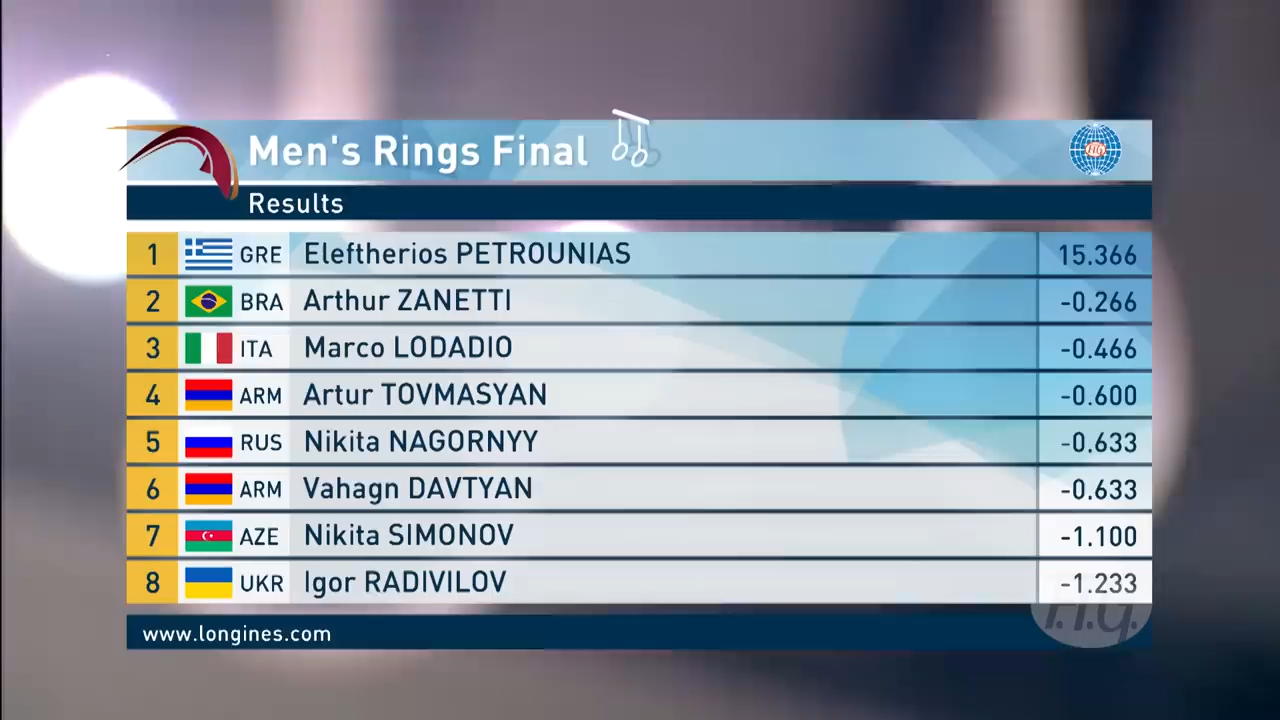 Men's Rings Final
Results
1 GRE Eleftherios PETROUNIAS 15.366
2 BRA Arthur ZANETTI -0.266
3 ITA Marco LODADIO -0.466
4 ARM Artur TOVMASYAN -0.600
5 RUS Nikita NAGORNYY -0.633
6 ARM Vahagn DAVTYAN -0.633
7 AZE Nikita SIMONOV -1.100
8 UKR Igor RADIVILOV -1.233
www.longines.com
F.I.G.